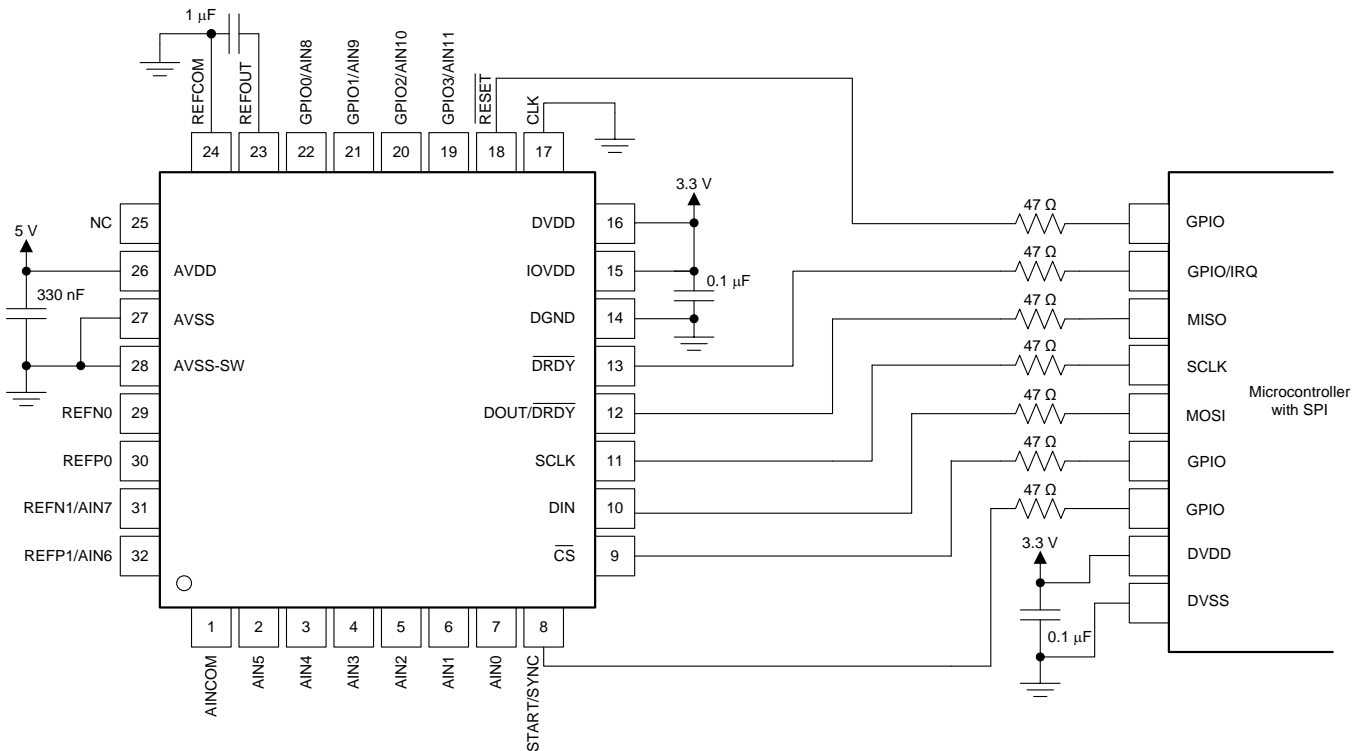 1 μF
REFCOM
REFOUT
GPIO0/AIN8
GPIO1/AIN9
GPIO2/AIN10
GPIO3/AIN11
RESET
CLK
24
23
22
21
20
19
18
17
NC
25
5 V
26
AVDD
330 nF
27
AVSS
28
AVSS-SW
REFN0
29
REFP0
30
REFN1/AIN7
31
REFP1/AIN6
32
3.3 V
DVDD
16
IOVDD
15
0.1 μF
DGND
14
DRDY
13
DOUT/DRDY
12
SCLK
11
DIN
10
CS
9
1
2
3
4
5
6
7
8
AINCOM
AIN5
AIN4
AIN3
AIN2
AIN1
AIN0
START/SYNC
47 Ω
GPIO
47 Ω
GPIO/IRQ
47 Ω
MISO
47 Ω
SCLK
47 Ω
MOSI
47 Ω
GPIO
47 Ω
GPIO
3.3 V
DVDD
DVSS
0.1 μF
Microcontroller
with SPI